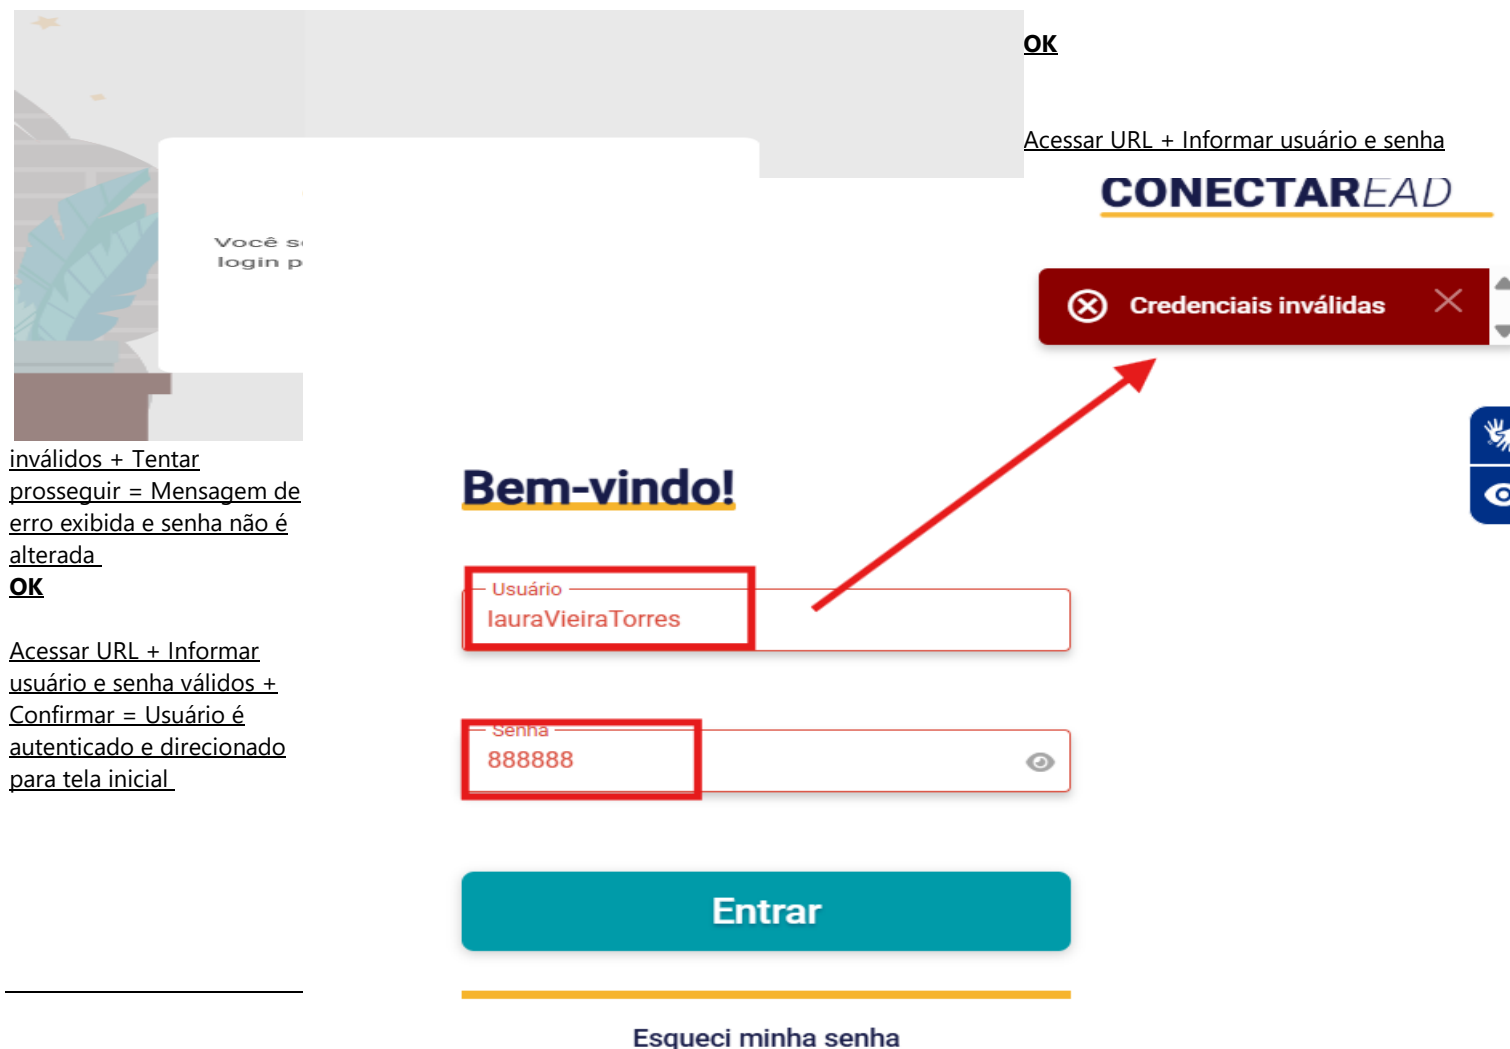 OK
Acessar URL + Informar usuário e senha
CONECTAREAD
Credenciais inválidas
Você
login
inválidos + Tentar
prosseguir = Mensagem de
erro exibida e senha não é
alterada
OK
Acessar URL + Informar
usuário e senha válidos +
Confirmar = Usuário é
autenticado e direcionado
para tela inicial
Bem-vindo!
Usuário
lauraVieiraTorres
Senha
888888
Entrar
Esqueci minha senha